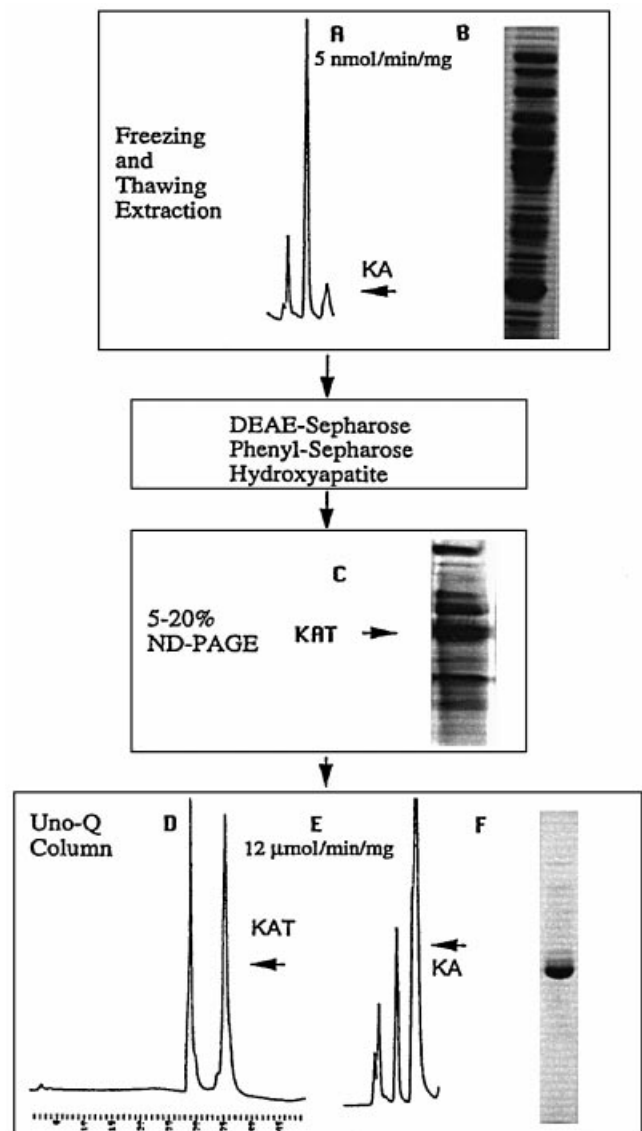 A
B
5 nmol/min/mg
Freezing
and
Thawing
Extraction
KA
DEAE-Sepharose
Phenyl-Sepharose
Hydroxyapatite
C
5-20%
ND-PAGE
KAT
Uno-Q
Column
D
E
F
12 μmol/min/mg
KAT
KA